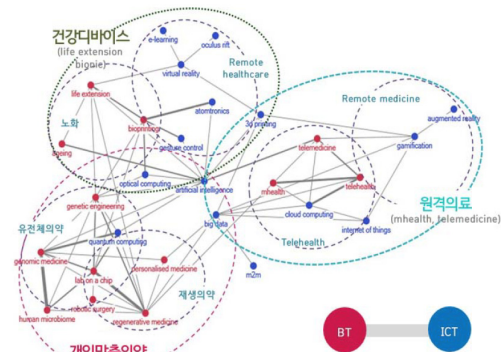 건강디바이스
(life extension
bionic)
e-learning
oculus rift
virtual reality
Remote
healthcare
life extension
atomtronics
3d printing
노화
bioprinting
gesture control
ageing
optical computing
artificial intelligence
Remote medicine
augmented reality
gamification
telemedicine
mhealth
telehealth
원격의료
(mhealth, telemedicine)
cloud computing
internet of things
Telehealth
big data
m2m
genetic engineering
유전체의약
quantum computing
genomic medicine
personalised medicine
lab on a chip
재생의약
robotic surgery
human microbiome
regenerative medicine
개인맞춤의약
BT
ICT